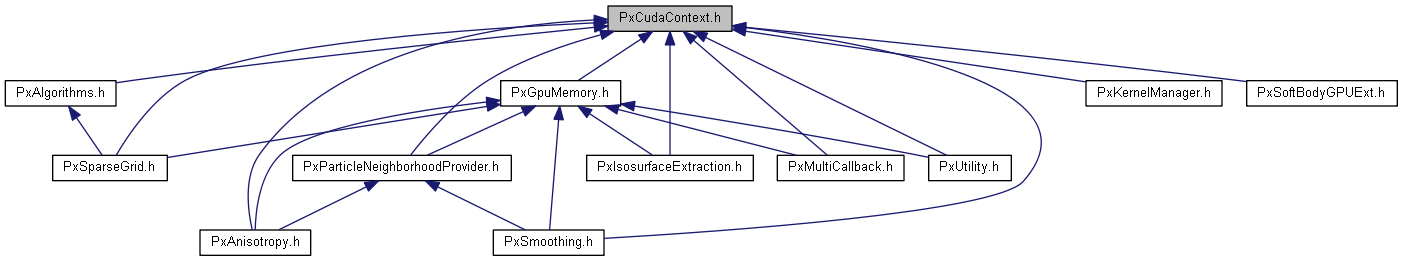 PxCudaContext.h
PxAlgorithms.h
PxGpuMemory.h
PxKernelManager.h
PxSoftBodyGPUExt.h
PxSparseGrid.h
PxParticleNeighborhoodProvider.h
PxIsosurfaceExtraction.h
PxMultiCallback.h
PxUtility.h
PxAnisotropy.h
PxSmoothing.h